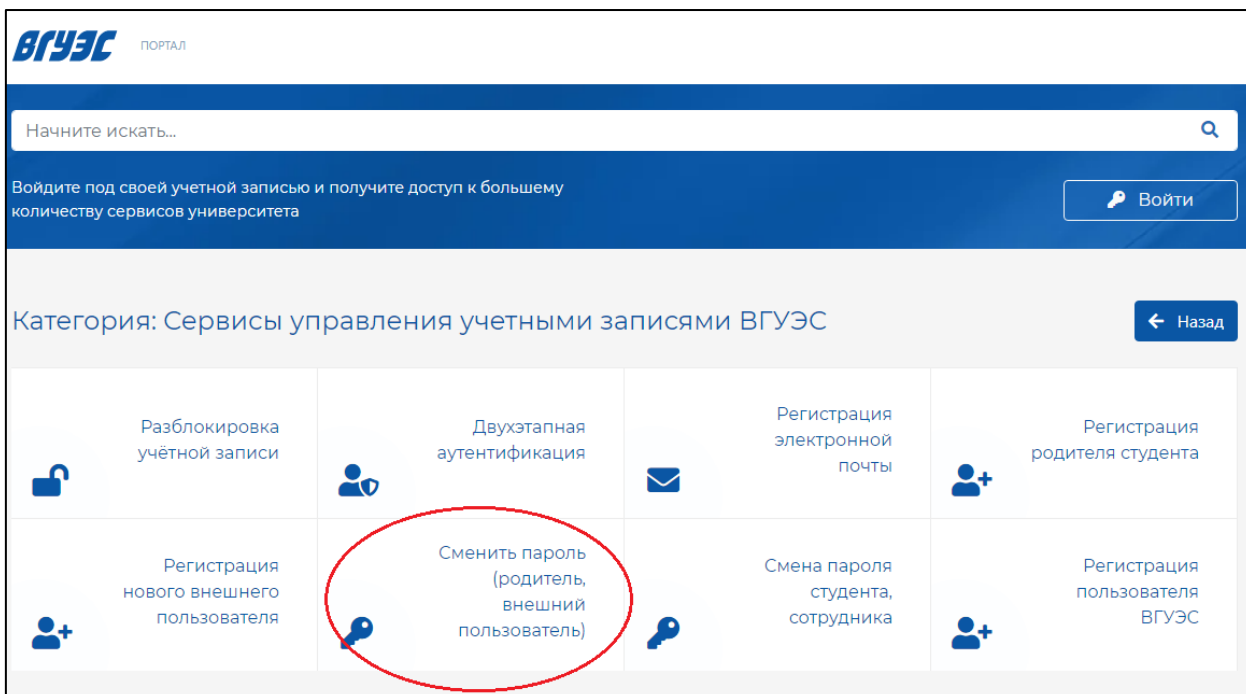 ВГУЭС ПОРТАЛ
Начните искать...
Войдите под своей учетной записью и получите доступ к большему
количеству сервисов университета
Войти
Категория: Сервисы управления учетными записями ВГУЭС
Назад
Разблокировка
учётной записи
Двухэтапная
аутентификация
Регистрация
электронной
почты
Регистрация
родителя студента
Регистрация
нового внешнего
пользователя
Сменить пароль
(родитель,
внешний
пользователь)
Смена пароля
студента,
сотрудника
Регистрация
пользователя
ВГУЭС